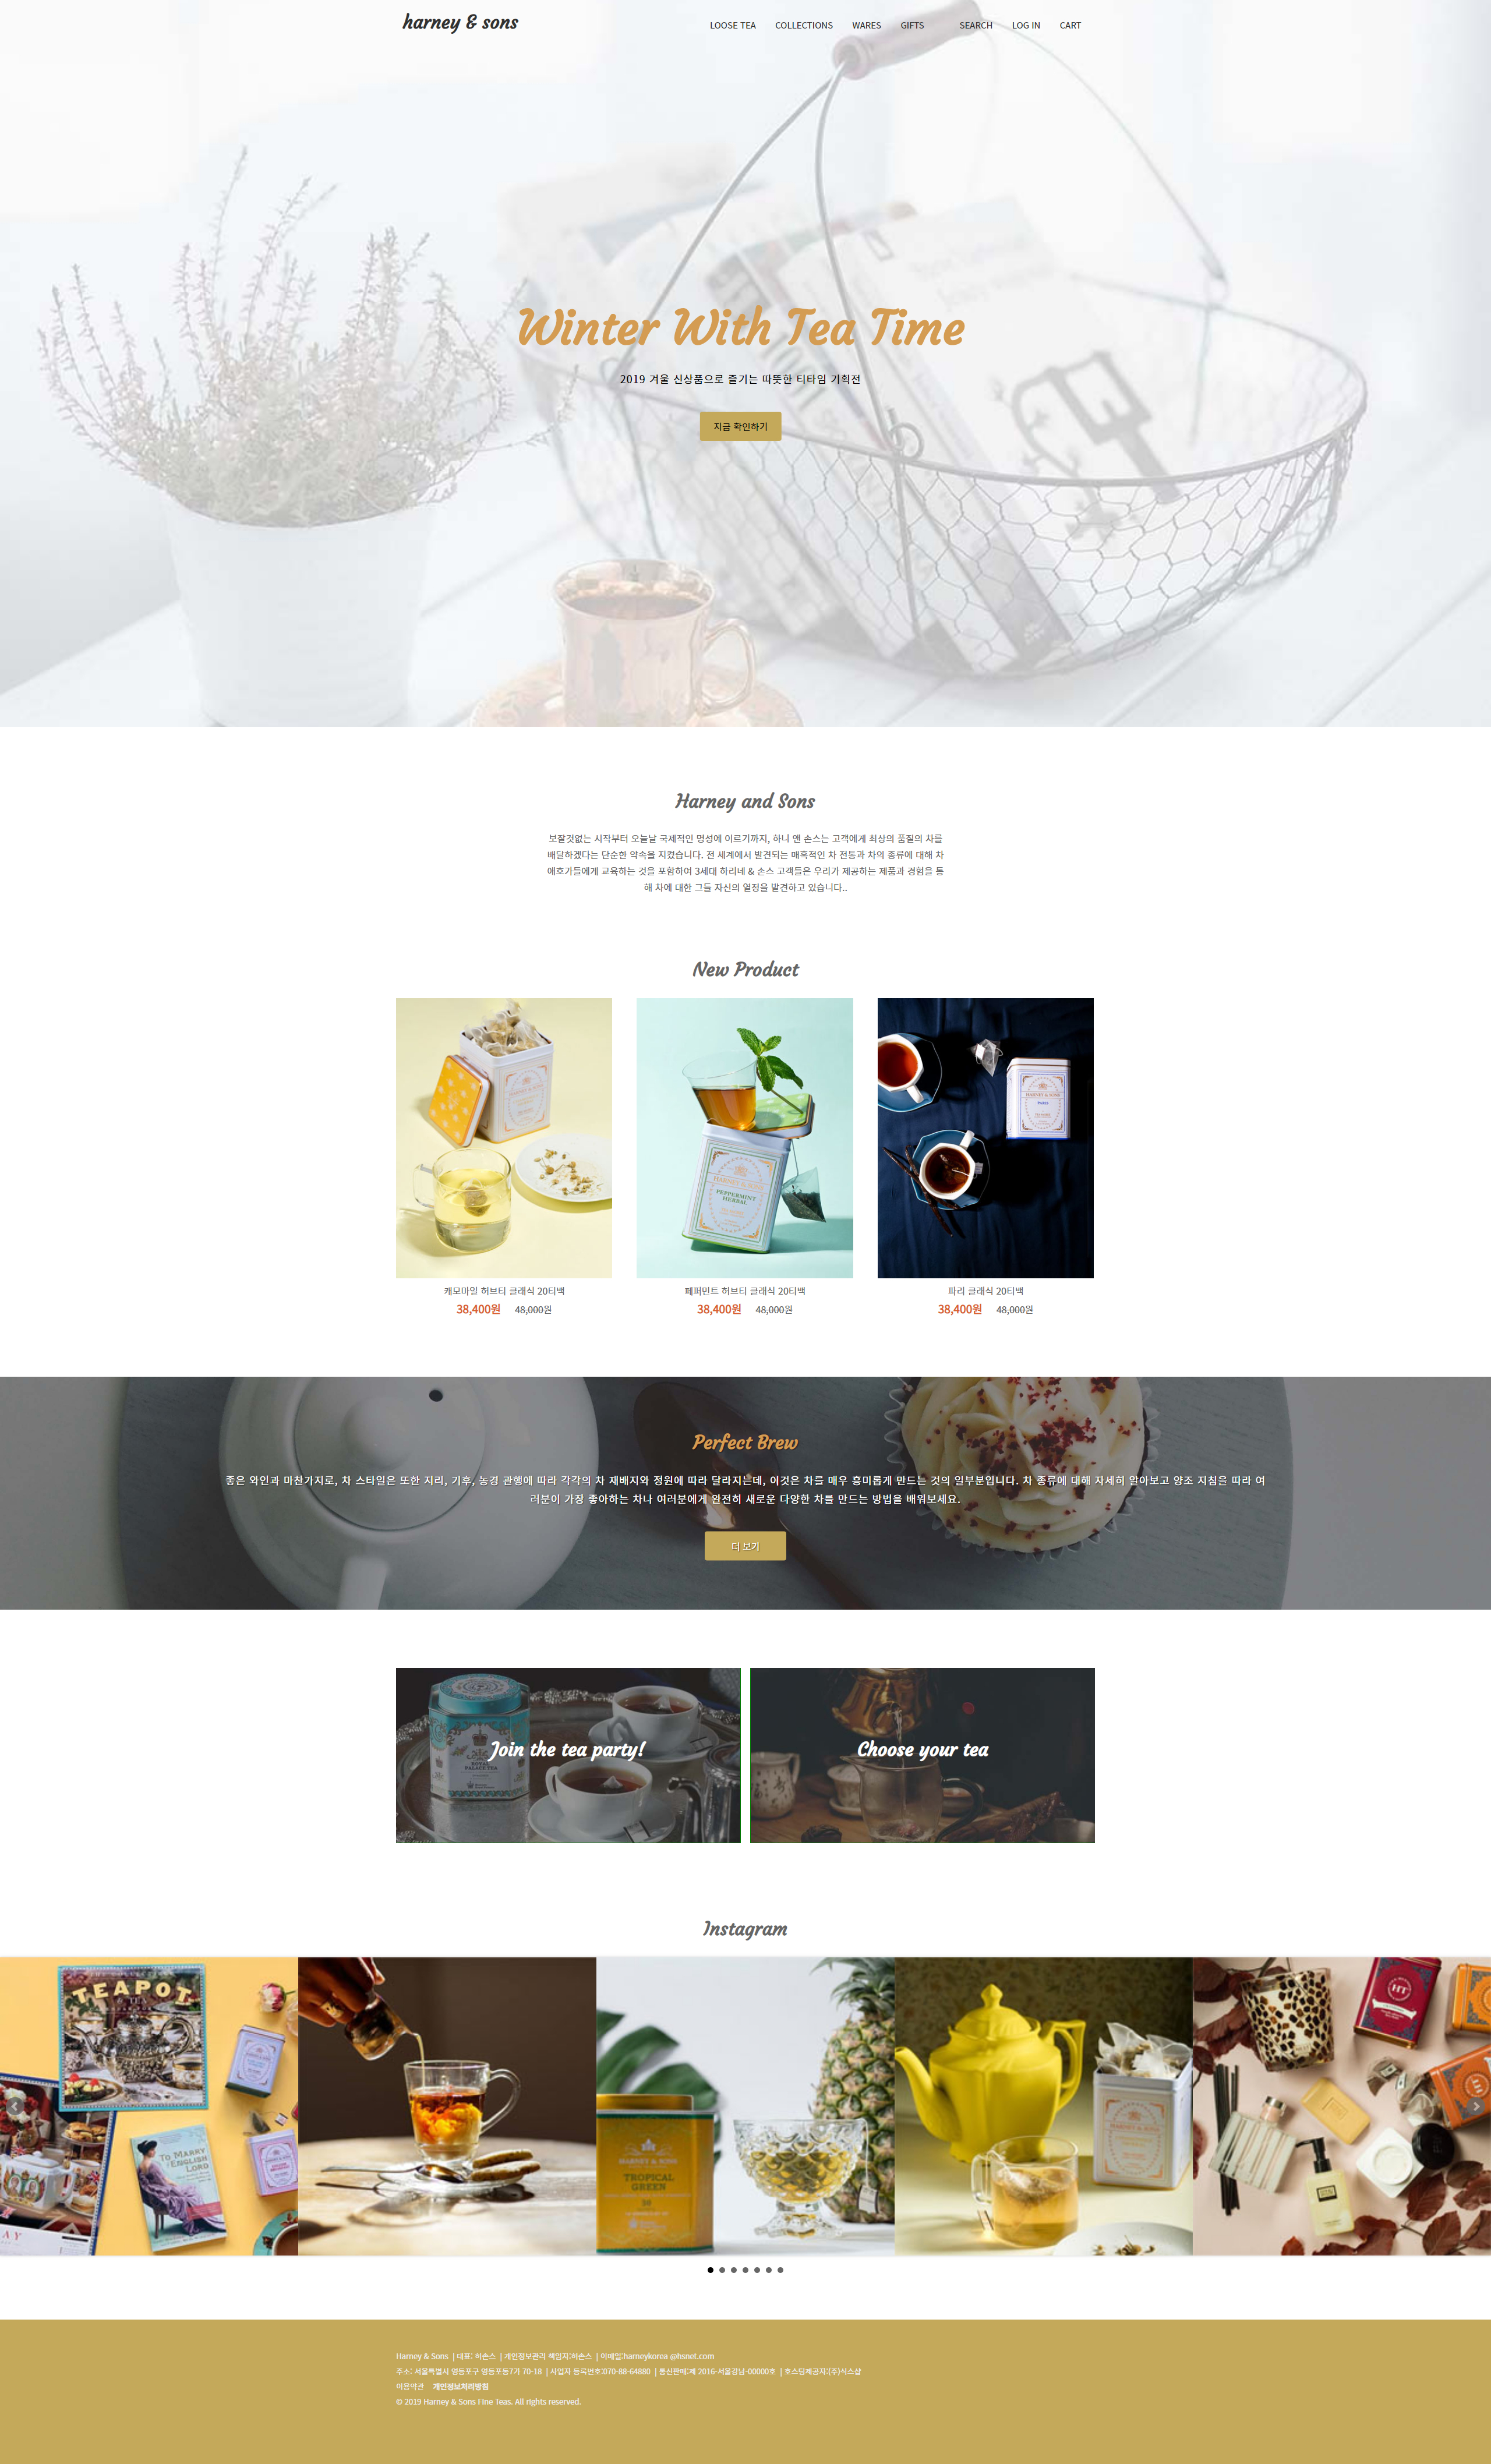 harney & sons
LOOSE TEA COLLECTIONS WARES GIFTS SEARCH LOG IN CART
Winter With Tea Time
2019 겨울 신상품으로 즐기는 따뜻한 티타임 기획전
지금 확인하기
Harney and Sons
보잘것없는 시작부터 오늘날 국제적인 명성에 이르기까지, 하니 앤 손스는 고객에게 최상의 품질의 차를
배달하겠다는 단순한 약속을 지켰습니다. 전 세계에서 발견되는 매혹적인 차 전통과 차의 종류에 대해 차
애호가들에게 교육하는 것을 포함하여 3세대 하리네 & 손스 고객들은 우리가 제공하는 제품과 경험을 통
해 차에 대한 그들 자신의 열정을 발견하고 있습니다..
New Product
HARNEY & SONS
PEPPERMINT
HERBAL
HARNEY & SONS
PARIS
캐모마일 허브티 클래식 20티백
38,400원 48,000원
페퍼민트 허브티 클래식 20티백
38,400원 48,000원
파리 클래식 20티백
38,400원 48,000원
Perfect Brew
좋은 와인과 마찬가지로, 차 스타일은 또한 지리, 기후, 농경 관행에 따라 각각의 차 재배지와 정원에 따라 달라지는데, 이것은 차를 매우 흥미롭게 만드는 것의 일부분입니다. 차 종류에 대해 자세히 알아보고 양조 지침을 따라 여
러분이 가장 좋아하는 차나 여러분에게 완전히 새로운 다양한 차를 만드는 방법을 배워보세요.
더 보기
ROYAL
PALACE TEA
Join the tea party!
Choose your tea
Instagram
TEAPOT
TO MARRY
ENGLISH
LORD
HARNEY & SONS
TROPICAL
GREEN
HT
Harney & Sons | 대표: 허손스 | 개인정보관리 책임자:허손스 | 이메일:harneykorea @hsnet.com
주소: 서울특별시 영등포구 영등포동7가 70-18 | 사업자 등록번호:070-88-64880 | 통신판매:제 2016-서울강남-00000호 | 호스팅제공자:(주)식스샵
이용약관 개인정보처리방침
© 2019 Harney & Sons Fine Teas. All rights reserved.